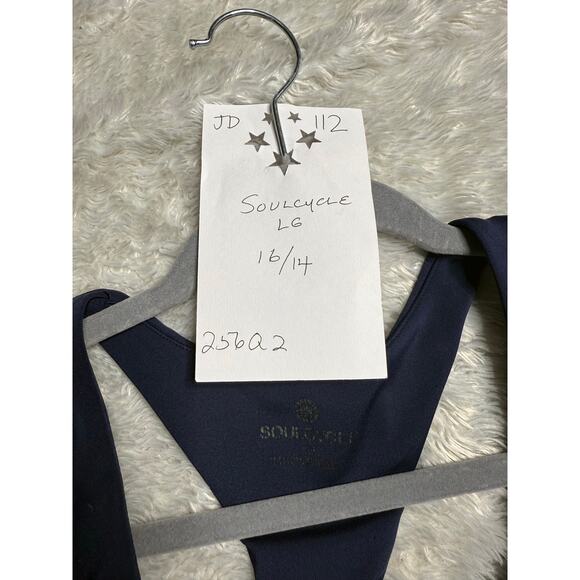 JD 112
SOULCYCLE
LG
16/14
256Q2
SOULCYCLE